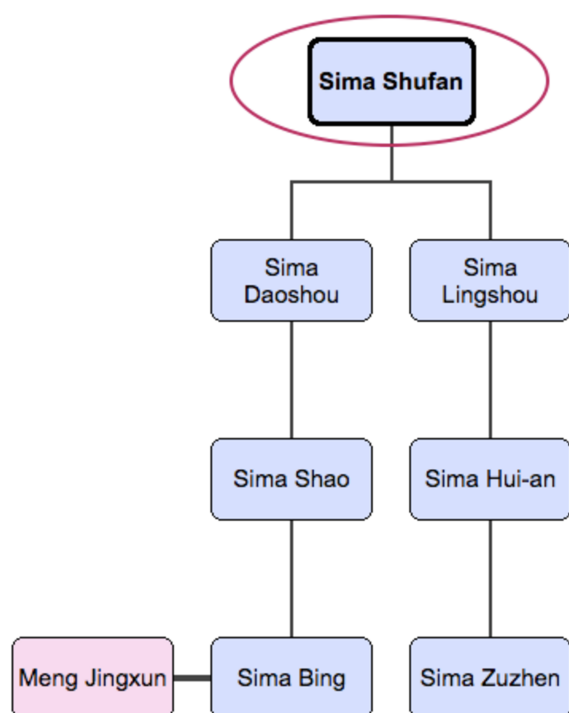 Sima Shufan
Sima
Daoshou
Sima
Lingshou
Sima Shao
Sima Hui-an
Meng Jingxun
Sima Bing
Sima Zuzhen